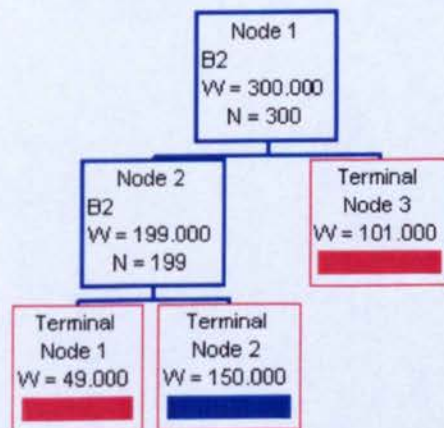 Node 1
B2
W = 300.000
N = 300
Node 2
B2
W = 199.000
N = 199
Terminal
Node 3
W = 101.000
Terminal
Node 1
W = 49.000
Terminal
Node 2
W = 150.000